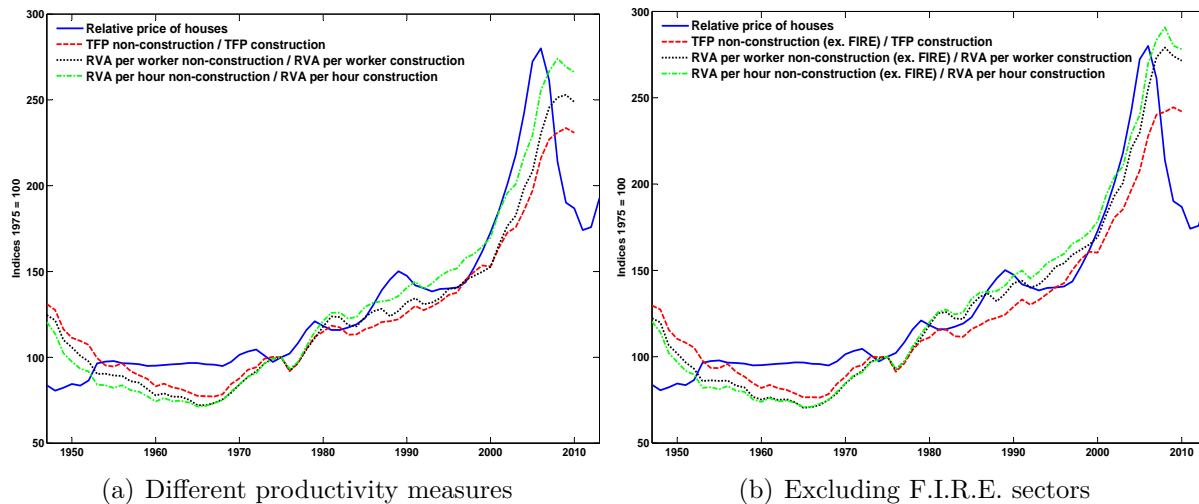 300
250
200
150
100
50
Indices 1975 = 100
Relative price of houses
TFP non-construction / TFP construction
RVA per worker non-construction / RVA per worker construction
RVA per hour non-construction / RVA per hour construction
1950 1960 1970 1980 1990 2000 2010
(a) Different productivity measures
300
250
200
150
100
50
Indices 1975 = 100
Relative price of houses
TFP non-construction (ex. FIRE) / TFP construction
RVA per worker non-construction (ex. FIRE) / RVA per worker construction
RVA per hour non-construction (ex. FIRE) / RVA per hour construction
1950 1960 1970 1980 1990 2000 2010
(b) Excluding F.I.R.E. sectors